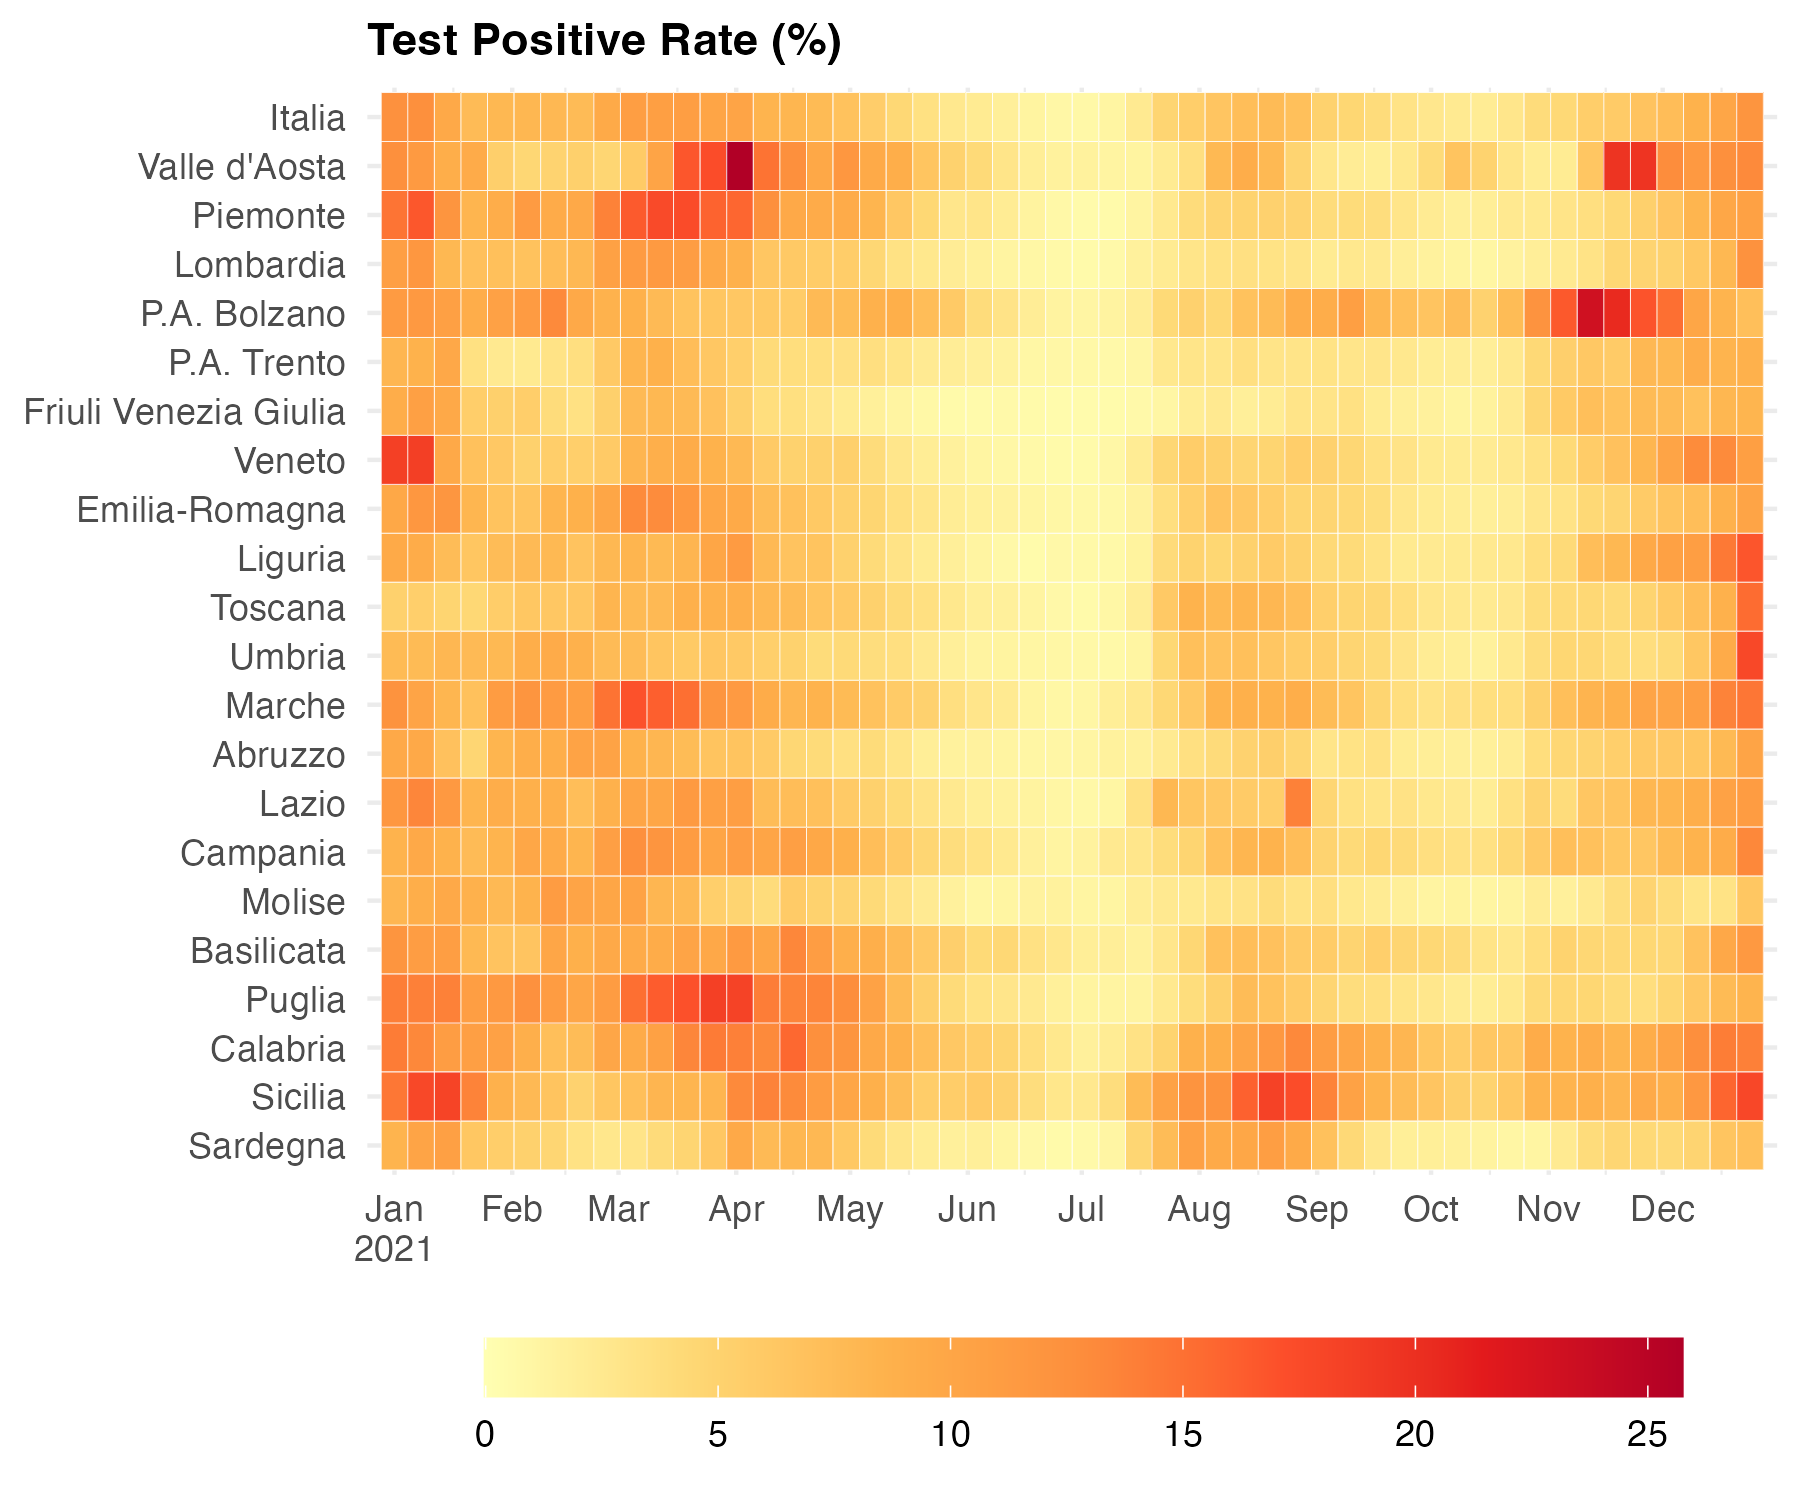 Test Positive Rate (%)
Italia
Valle d'Aosta
Piemonte
Lombardia
P.A. Bolzano
P.A. Trento
Friuli Venezia Giulia
Veneto
Emilia-Romagna
Liguria
Toscana
Umbria
Marche
Abruzzo
Lazio
Campania
Molise
Basilicata
Puglia
Calabria
Sicilia
Sardegna
Jan Feb Mar Apr May Jun Jul Aug Sep Oct Nov Dec
2021
0 5 10 15 20 25